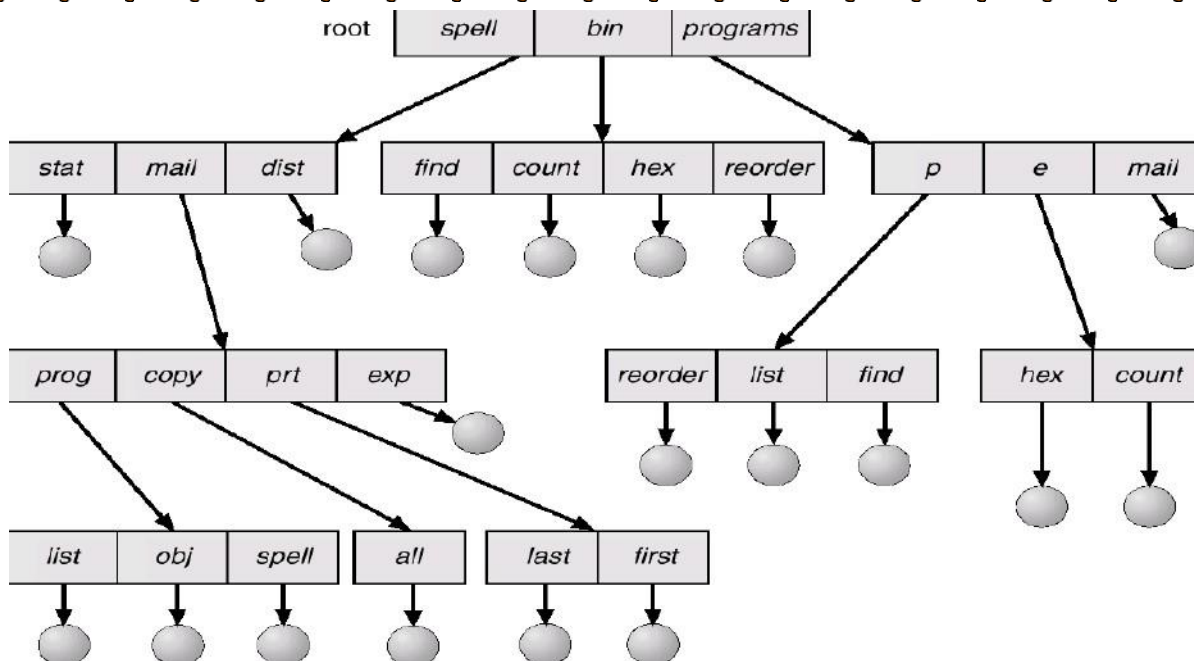 root spell bin programs
stat mail dist find count hex reorder p e mail
prog copy prt exp reorder list find hex count
list obj spell all last first